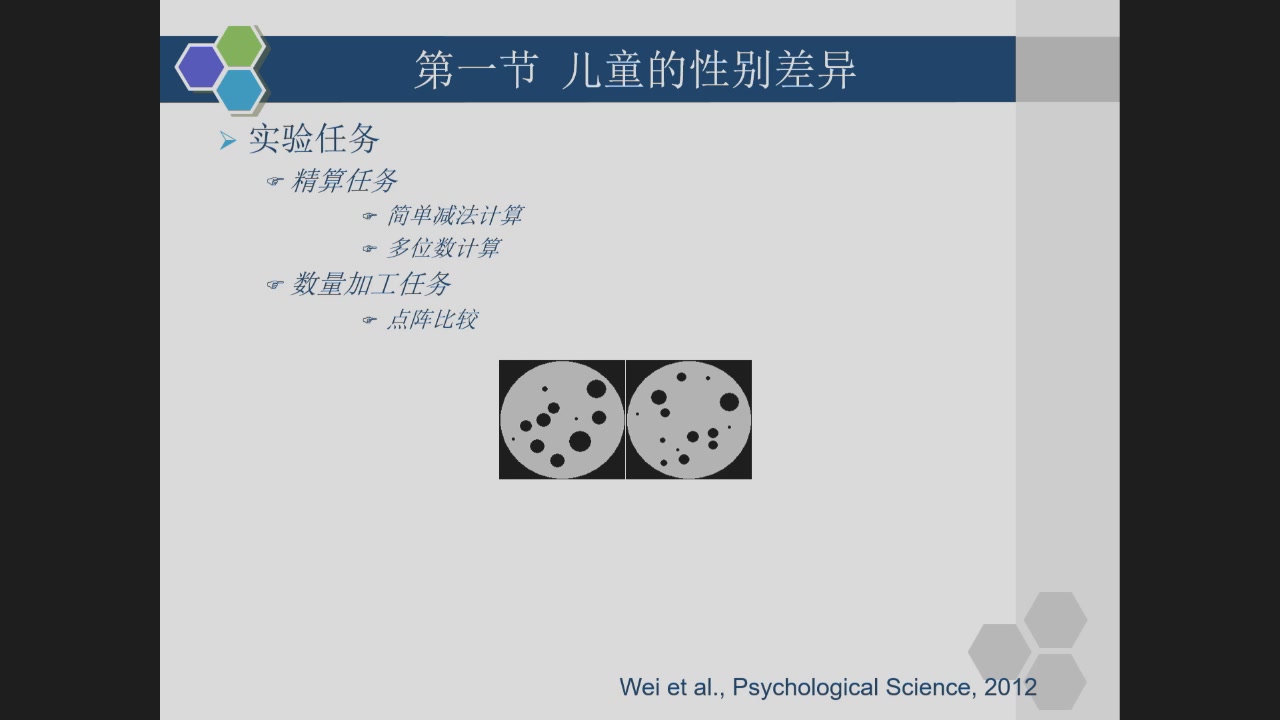 第一节 儿童的性别差异
实验任务
精算任务
简单减法计算
多位数计算
数量加工任务
点阵比较
Wei et al., Psychological Science, 2012